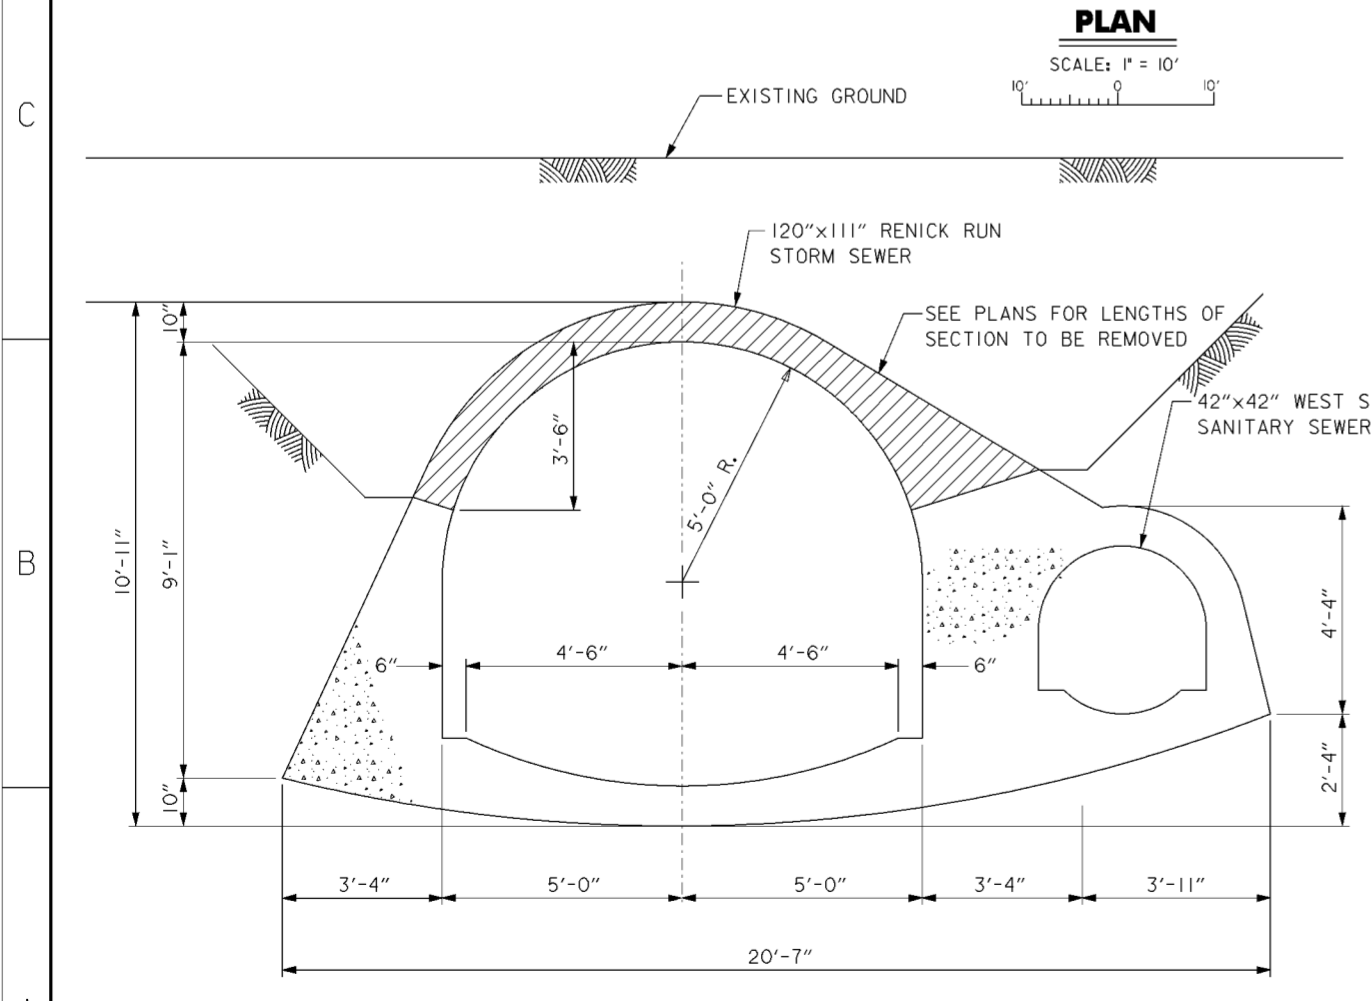 PLAN
SCALE: 1" = 10'
10' 0 10'
C
EXISTING GROUND
120"x111" RENICK RUN
STORM SEWER
SEE PLANS FOR LENGTHS OF
SECTION TO BE REMOVED
42"x42" WEST S
SANITARY SEWER
10"
3'-6"
5'-0" R.
10'-11"
9'-1"
B
4'-4"
6"
4'-6"
4'-6"
6"
10"
2'-4"
3'-4"
5'-0"
5'-0"
3'-4"
3'-11"
20'-7"